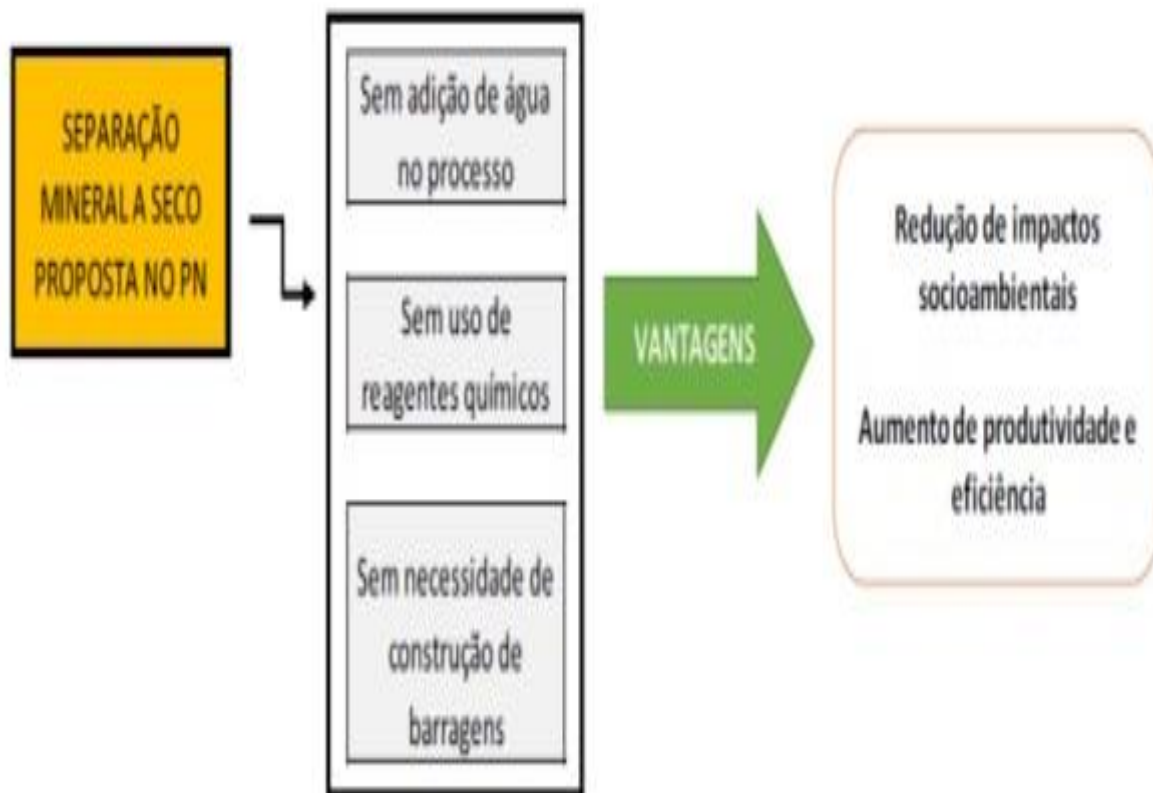 SEPARAÇÃO
MINERAL A SECO
PROPOSTA NO PN
Sem adição de água
no processo
Sem uso de
reagentes químicos
Sem necessidade de
construção de
barragens
VANTAGENS
Redução de impactos
socioambientais
Aumento de produtividade e
eficiência